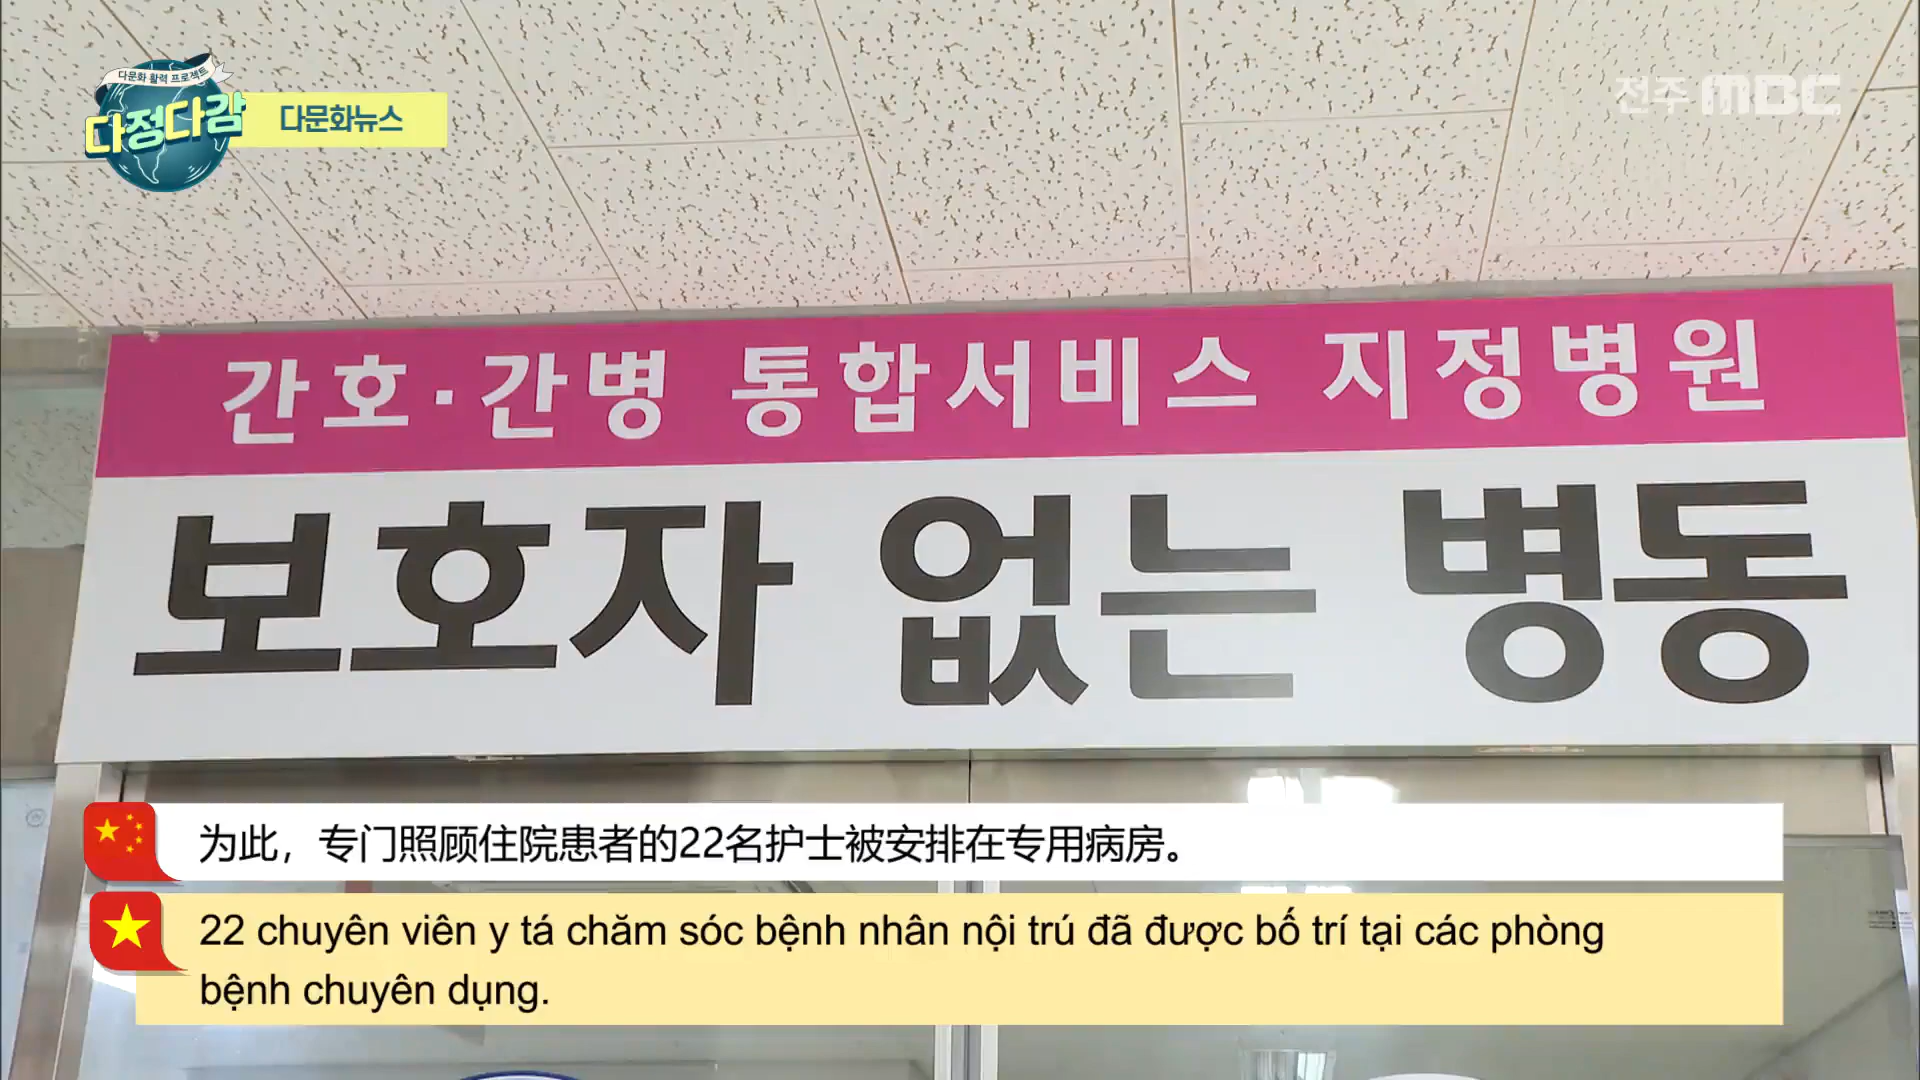 다문화 활력 프로젝트
다정다감
다문화뉴스
전주 MBC
간호·간병 통합서비스 지정병원
보호자 없는 병동
为此，专门照顾住院患者的22名护士被安排在专用病房。
22 chuyên viên y tá chăm sóc bệnh nhân nội trú đã được bố trí tại các phòng
bệnh chuyên dụng.